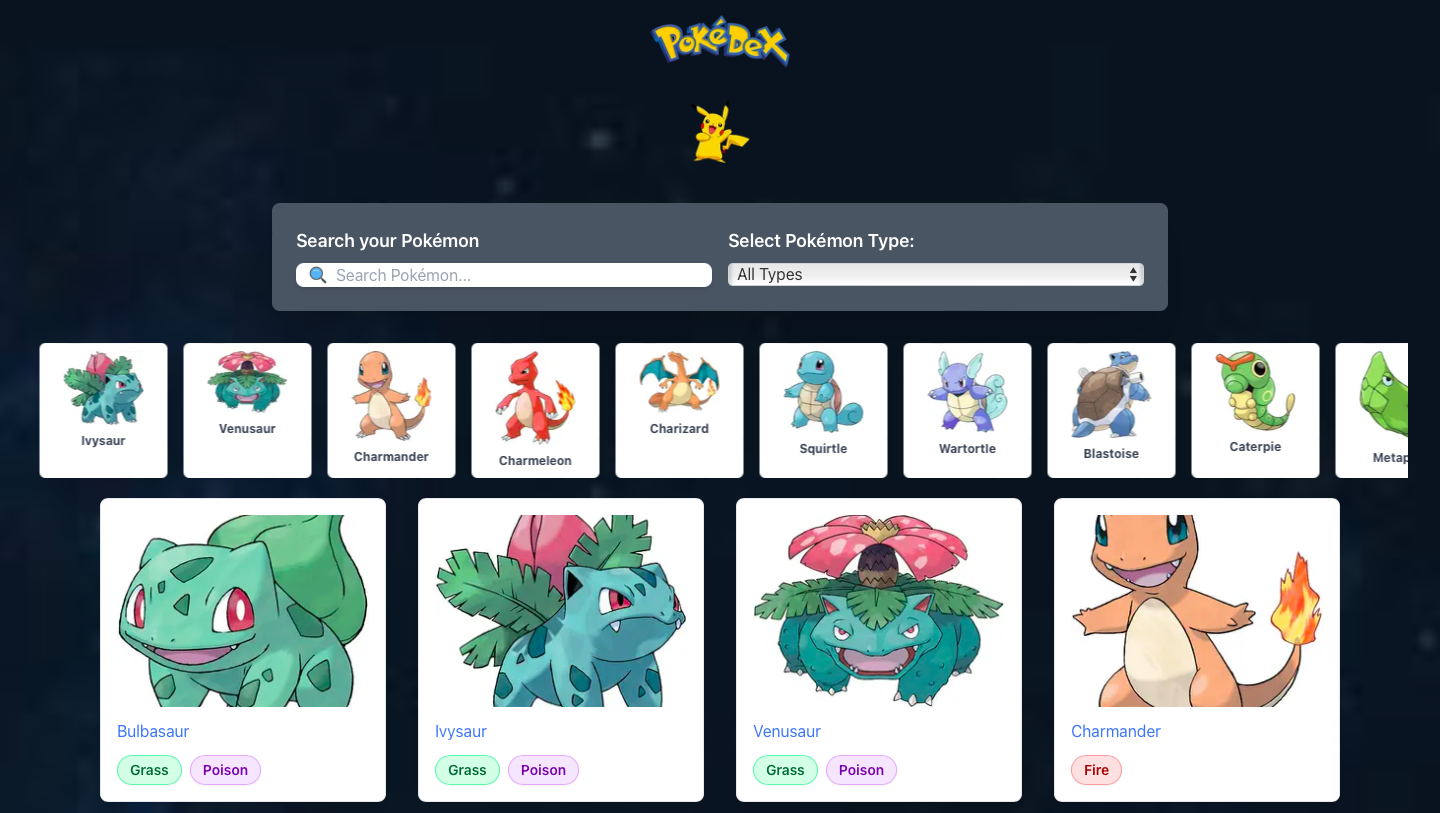 PokéDex
Search your Pokémon
Select Pokémon Type:
Search Pokémon...
All Types
Ivysaur
Venusaur
Charmander
Charmeleon
Charizard
Squirtle
Wartortle
Blastoise
Caterpie
Metap
Bulbasaur
Ivysaur
Venusaur
Charmander
Grass Poison
Grass Poison
Grass Poison
Fire